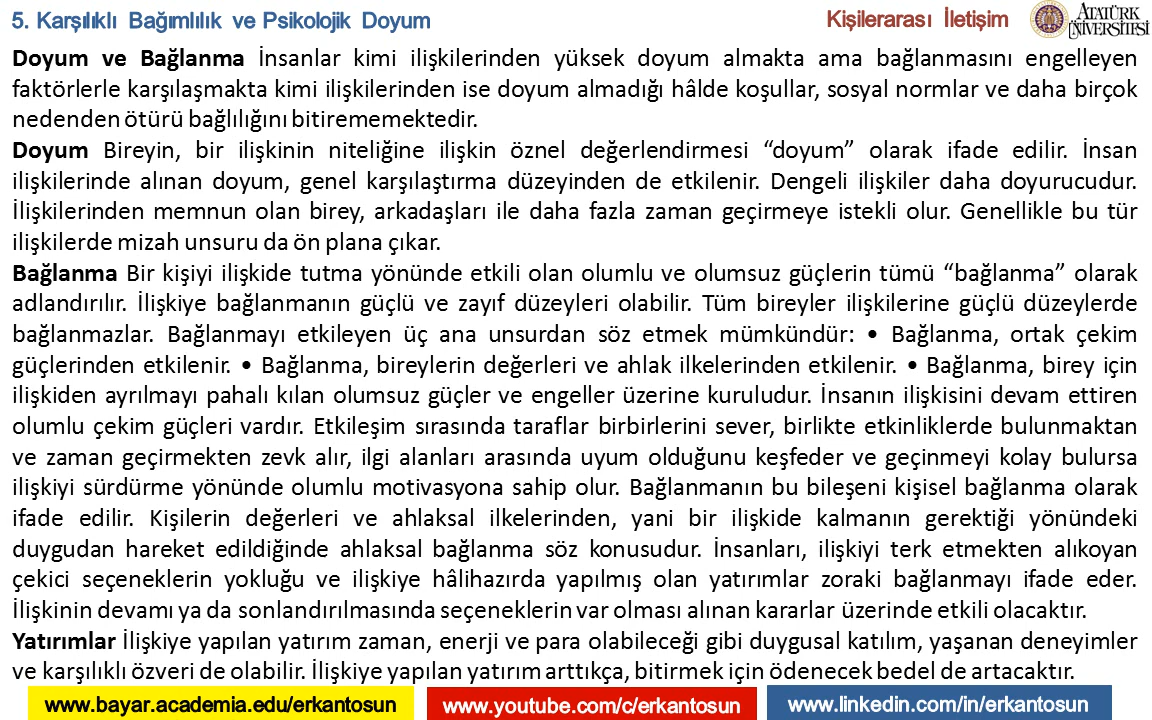 5. Karşılıklı Bağımlılık ve Psikolojik Doyum
Kişilerarası İletişim
ATATÜRK
ÜNİVERSİTESİ
Doyum ve Bağlanma İnsanlar kimi ilişkilerinden yüksek doyum almakta ama bağlanmasını engelleyen
faktörlerle karşılaşmakta kimi ilişkilerinden ise doyum almadığı hâlde koşullar, sosyal normlar ve daha birçok
nedenden ötürü bağlılığını bitirememektedir.
Doyum Bireyin, bir ilişkinin niteliğine ilişkin öznel değerlendirmesi “doyum” olarak ifade edilir. İnsan
ilişkilerinde alınan doyum, genel karşılaştırma düzeyinden de etkilenir. Dengeli ilişkiler daha doyurucudur.
İlişkilerinden memnun olan birey, arkadaşları ile daha fazla zaman geçirmeye istekli olur. Genellikle bu tür
ilişkilerde mizah unsuru da ön plana çıkar.
Bağlanma Bir kişiyi ilişkide tutma yönünde etkili olan olumlu ve olumsuz güçlerin tümü “bağlanma” olarak
adlandırılır. İlişkiye bağlanmanın güçlü ve zayıf düzeyleri olabilir. Tüm bireyler ilişkilerine güçlü düzeylerde
bağlanmazlar. Bağlanmayı etkileyen üç ana unsurdan söz etmek mümkündür: • Bağlanma, ortak çekim
güçlerinden etkilenir. • Bağlanma, bireylerin değerleri ve ahlak ilkelerinden etkilenir. • Bağlanma, birey için
ilişkiden ayrılmayı pahalı kılan olumsuz güçler ve engeller üzerine kuruludur. İnsanın ilişkisini devam ettiren
olumlu çekim güçleri vardır. Etkileşim sırasında taraflar birbirlerini sever, birlikte etkinliklerde bulunmaktan
ve zaman geçirmekten zevk alır, ilgi alanları arasında uyum olduğunu keşfeder ve geçinmeyi kolay bulursa
ilişkiyi sürdürme yönünde olumlu motivasyona sahip olur. Bağlanmanın bu bileşeni kişisel bağlanma olarak
ifade edilir. Kişilerin değerleri ve ahlaksal ilkelerinden, yani bir ilişkide kalmanın gerektiği yönündeki
duygudan hareket edildiğinde ahlaksal bağlanma söz konusudur. İnsanları, ilişkiyi terk etmekten alıkoyan
çekici seçeneklerin yokluğu ve ilişkiye hâlihazırda yapılmış olan yatırımlar zoraki bağlanmayı ifade eder.
İlişkinin devamı ya da sonlandırılmasında seçeneklerin var olması alınan kararlar üzerinde etkili olacaktır.
Yatırımlar İlişkiye yapılan yatırım zaman, enerji ve para olabileceği gibi duygusal katılım, yaşanan deneyimler
ve karşılıklı özveri de olabilir. İlişkiye yapılan yatırım arttıkça, bitirmek için ödenecek bedel de artacaktır.
www.bayar.academia.edu/erkantosun
www.youtube.com/c/erkantosun
www.linkedin.com/in/erkantosun